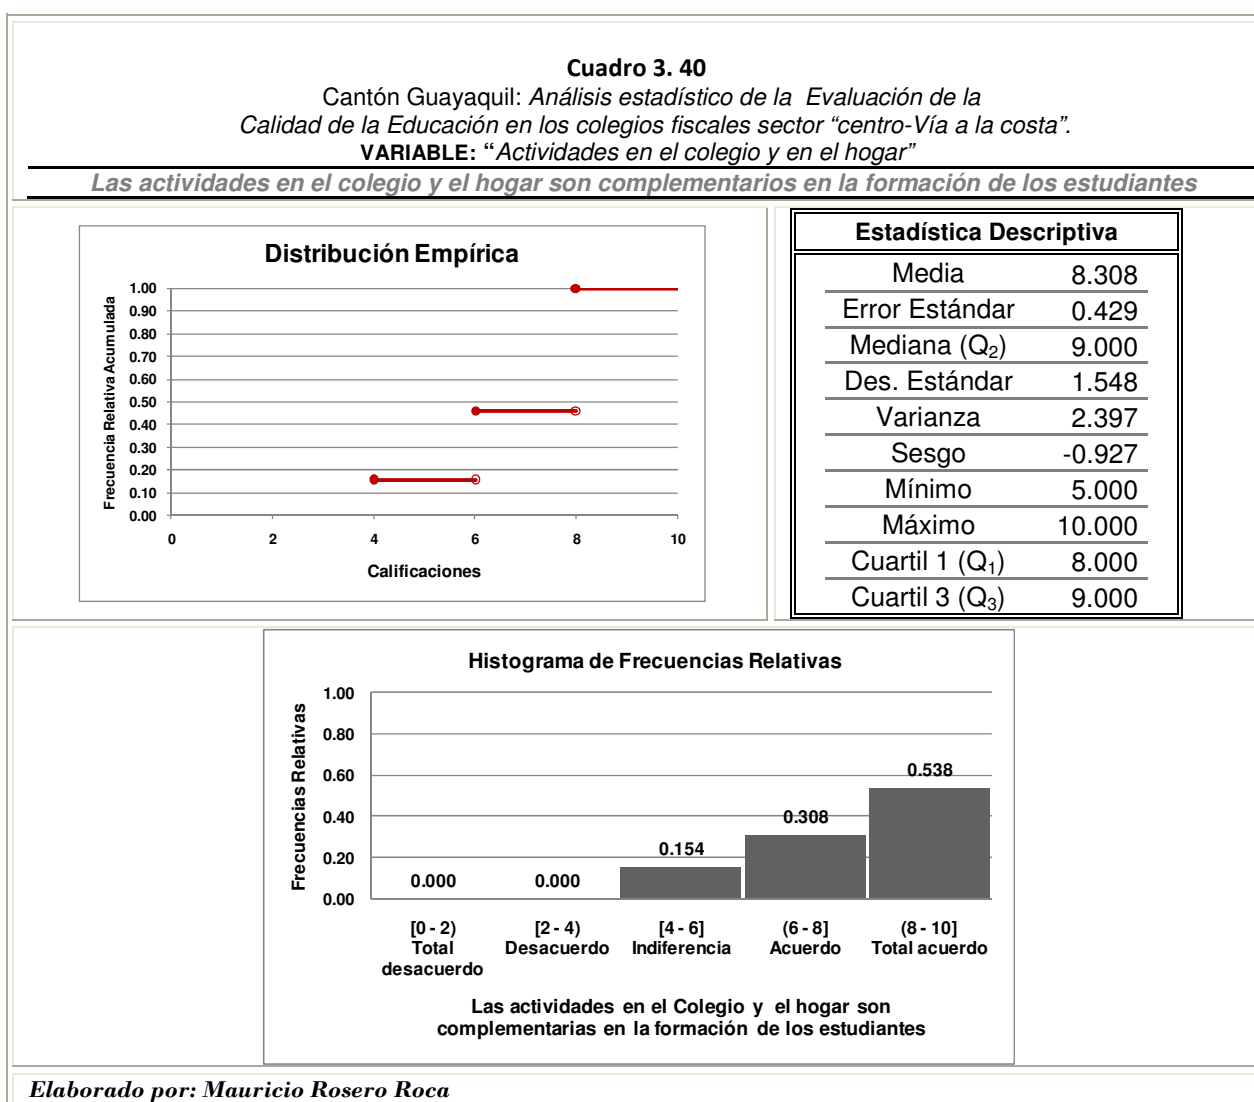 Cuadro 3. 40
Cantón Guayaquil: Análisis estadístico de la Evaluación de la
Calidad de la Educación en los colegios fiscales sector “centro-Vía a la costa”.
VARIABLE: “Actividades en el colegio y en el hogar”
Las actividades en el colegio y el hogar son complementarios en la formación de los estudiantes
Distribución Empírica
Frecuencia Relativa Acumulada
1.00
0.90
0.80
0.70
0.60
0.50
0.40
0.30
0.20
0.10
0.00
0 2 4 6 8 10
Calificaciones
Estadística Descriptiva
Media 8.308
Error Estándar 0.429
Mediana (Q₂) 9.000
Des. Estándar 1.548
Varianza 2.397
Sesgo -0.927
Mínimo 5.000
Máximo 10.000
Cuartil 1 (Q₁) 8.000
Cuartil 3 (Q₃) 9.000
Histograma de Frecuencias Relativas
Frecuencias Relativas
1.00
0.80
0.60
0.40
0.20
0.00
0.000 0.000 0.154 0.308 0.538
[0 - 2) [2 - 4) [4 - 6] (6 - 8] (8 - 10]
Total Desacuerdo Indiferencia Acuerdo Total acuerdo
desacuerdo
Las actividades en el Colegio y el hogar son
complementarias en la formación de los estudiantes
Elaborado por: Mauricio Rosero Roca